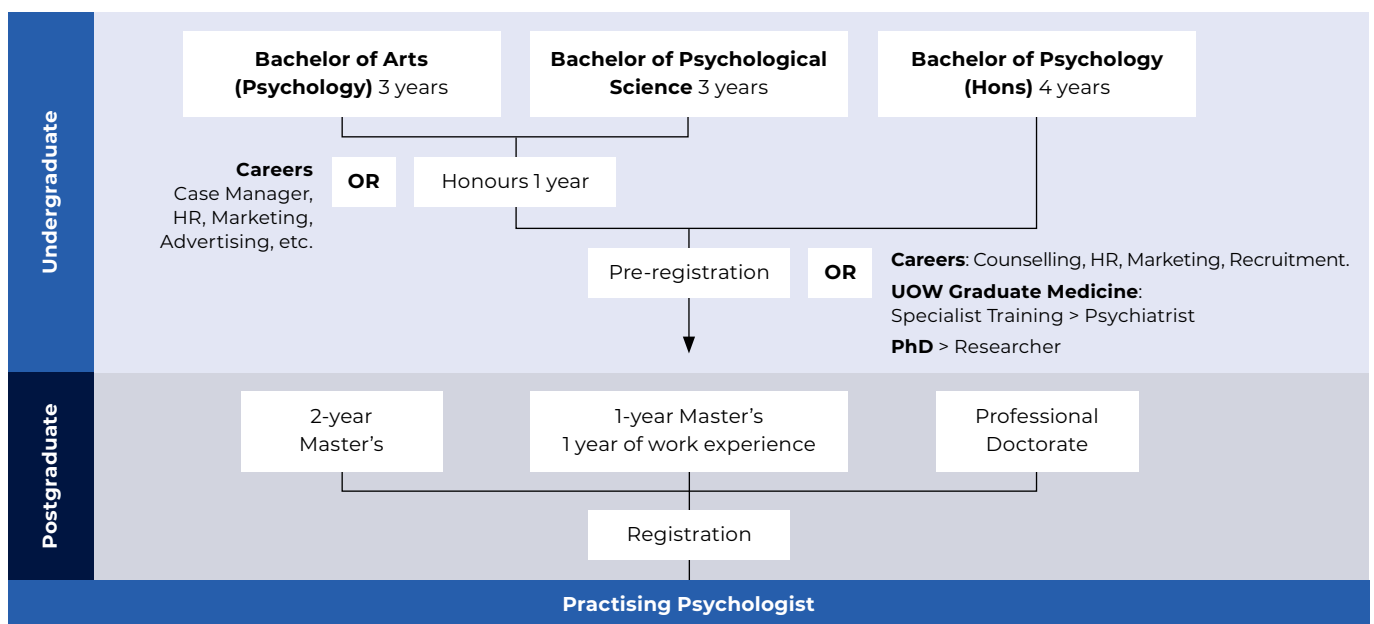 Undergraduate
Bachelor of Arts
(Psychology) 3 years
Bachelor of Psychological
Science 3 years
Bachelor of Psychology
(Hons) 4 years
Careers
Case Manager,
HR, Marketing,
Advertising, etc.
OR
Honours 1 year
Pre-registration
OR
Careers: Counselling, HR, Marketing, Recruitment.
UOW Graduate Medicine:
Specialist Training > Psychiatrist
PhD > Researcher
Postgraduate
2-year
Master’s
1-year Master’s
1 year of work experience
Professional
Doctorate
Registration
Practising Psychologist